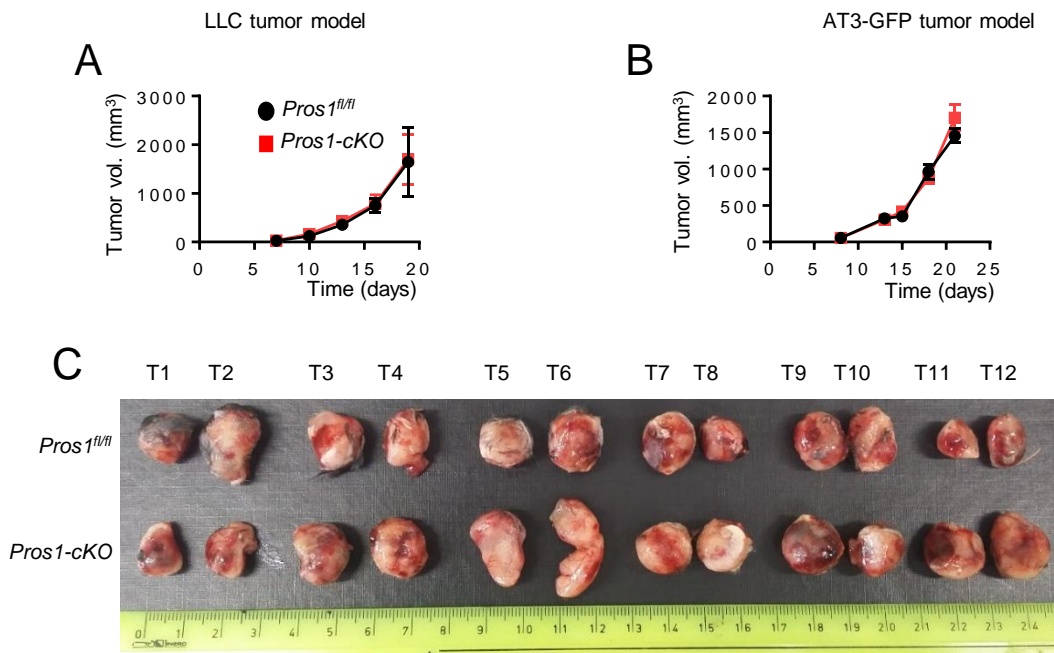 LLC tumor model
AT3-GFP tumor model
A
B
Tumor vol. (mm³)
3000
2000
1000
0
0 5 10 15 20
Time (days)
Pros1fl/fl
Pros1-cKO
Tumor vol. (mm³)
2000
1500
1000
500
0
0 5 10 15 20 25
Time (days)
C
T1 T2 T3 T4 T5 T6 T7 T8 T9 T10 T11 T12
Pros1fl/fl
Pros1-cKO
0 1 2 3 4 5 6 7 8 9 10 11 12 13 14 15 16 17 18 19 20 21 22 23 24